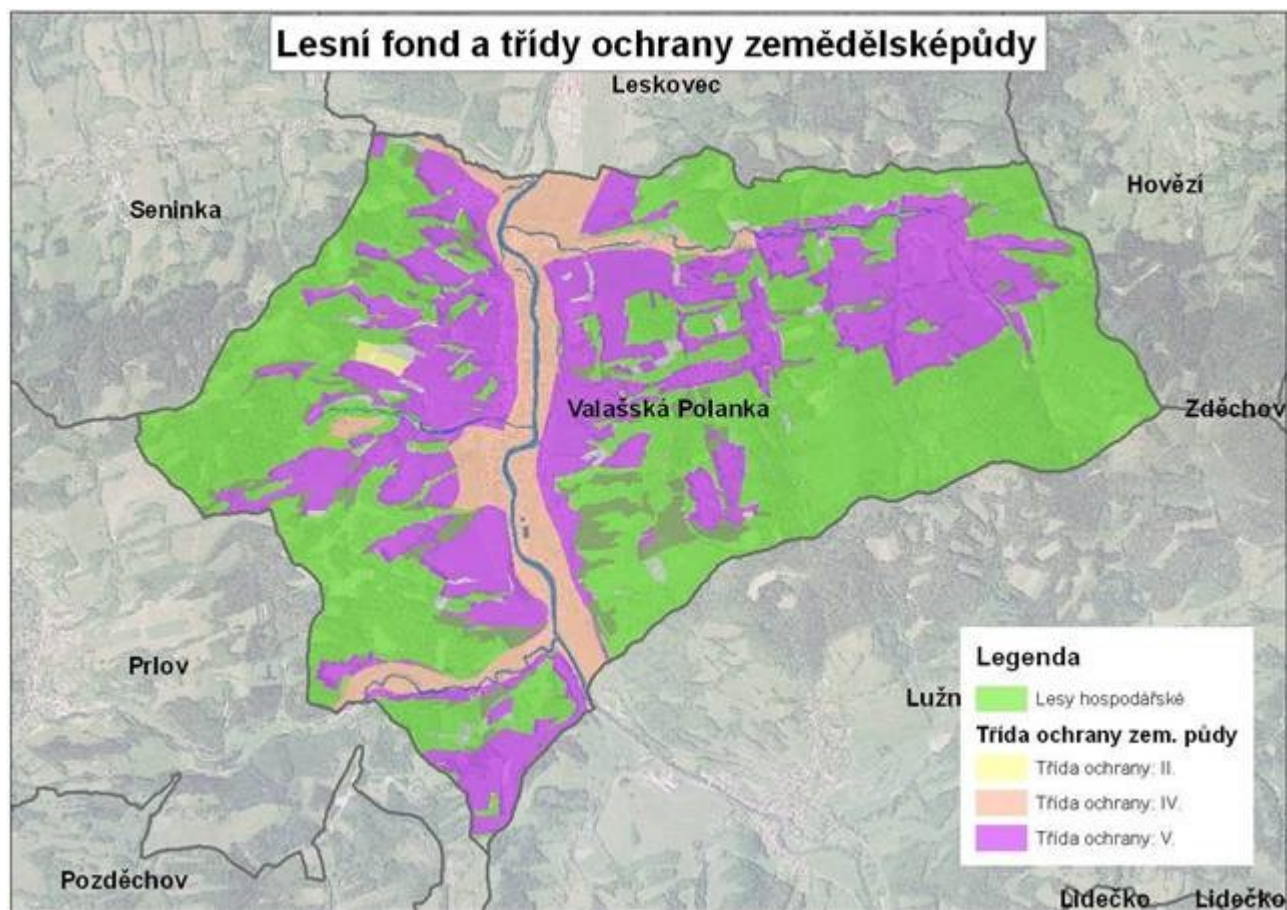 Lesní fond a třídy ochrany zemědělsképůdy
Leskovec
Hovězí
Seninka
Valašská Polanka
Zděchov
Prlov
Lužn
Legenda
Lesy hospodářské
Třída ochrany zem. půdy
Třída ochrany: II.
Třída ochrany: IV.
Třída ochrany: V.
Pozděchov
Lidečko
Lidečko